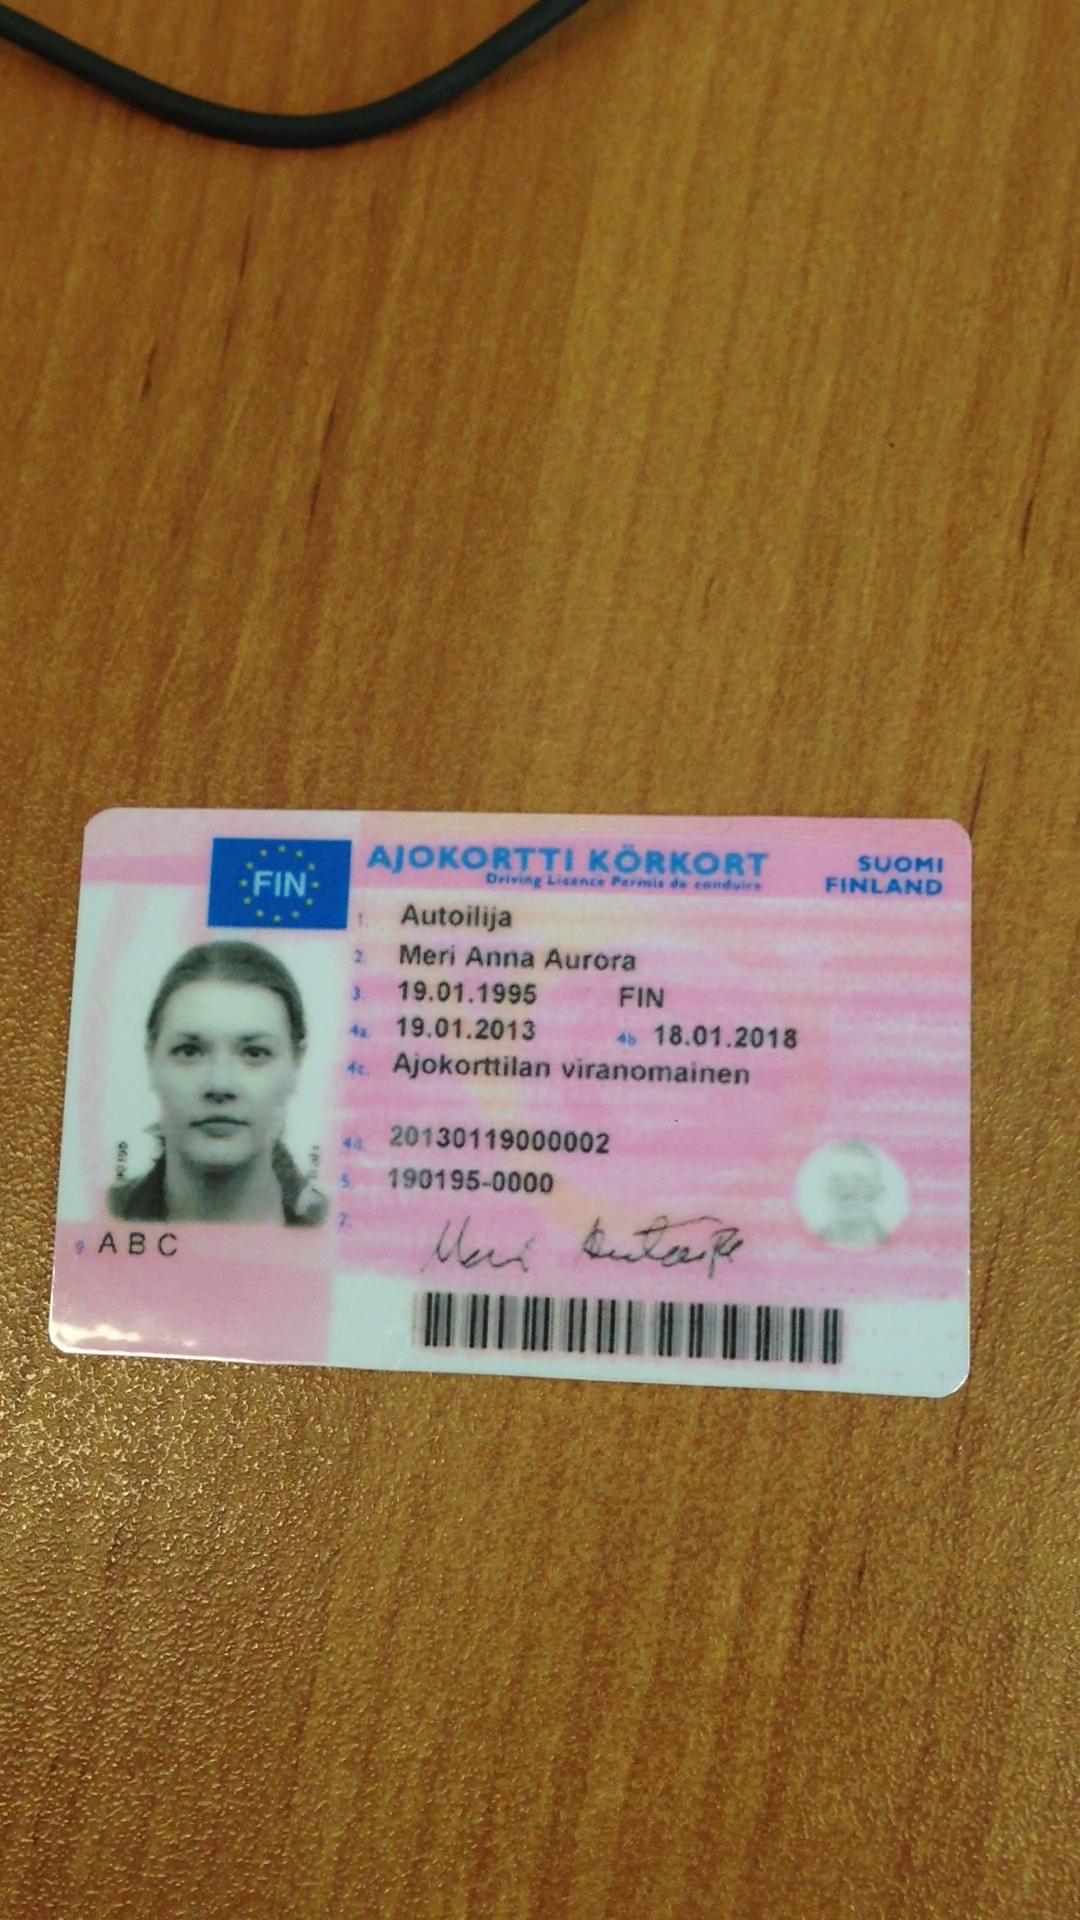 FIN
AJOKORTTI KÖRKORT
Driving Licence Permis de conduire
SUOMI
FINLAND
1. Autoilija
2. Meri Anna Aurora
3. 19.01.1995 FIN
4a. 19.01.2013 4b 18.01.2018
4c. Ajokorttilan viranomainen
4d. 20130119000002
5. 190195-0000
7. Meri Autoilija
9. A B C